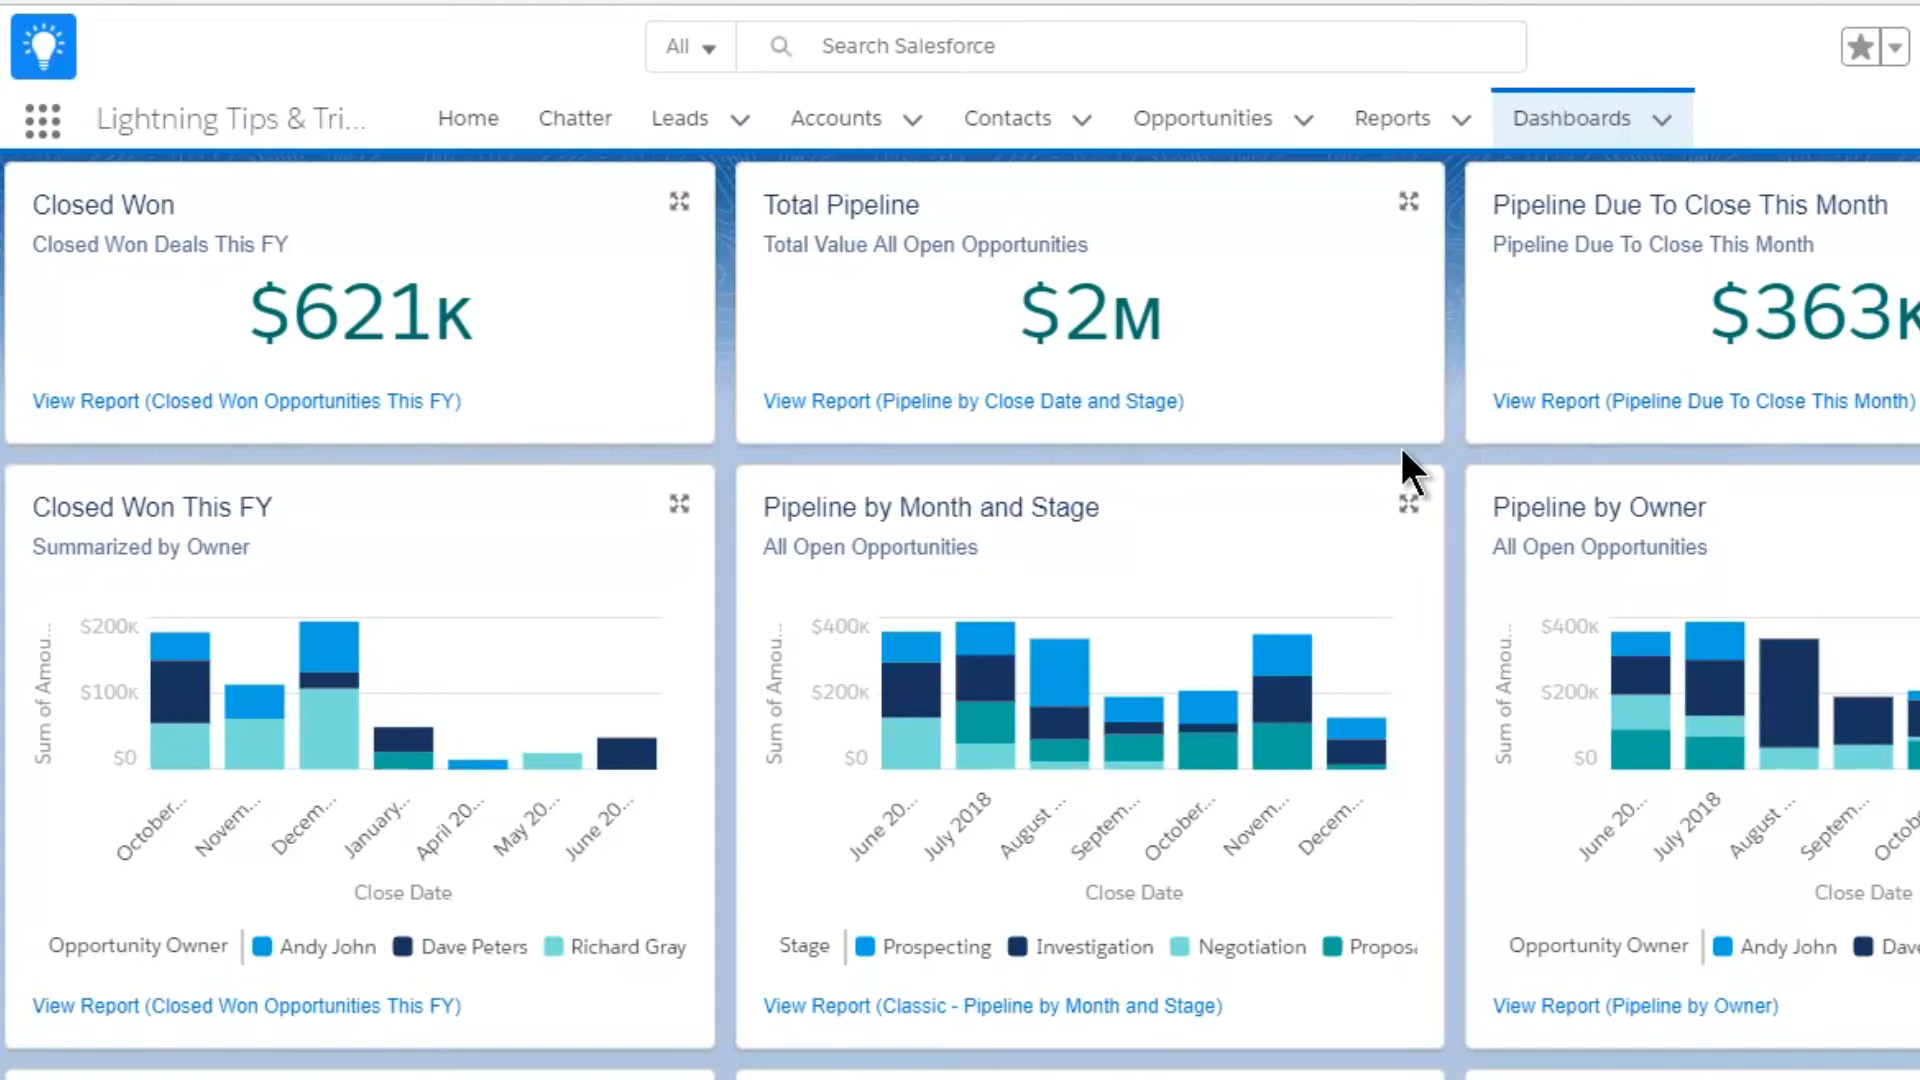 All
Search Salesforce
Lightning Tips & Tri...
Home
Chatter
Leads
Accounts
Contacts
Opportunities
Reports
Dashboards
Closed Won
Closed Won Deals This FY
$621K
View Report (Closed Won Opportunities This FY)
Total Pipeline
Total Value All Open Opportunities
$2M
View Report (Pipeline by Close Date and Stage)
Pipeline Due To Close This Month
Pipeline Due To Close This Month
$363K
View Report (Pipeline Due To Close This Month)
Closed Won This FY
Summarized by Owner
Sum of Amou...
$200K
$100K
$0
October...
Novem...
Decem...
January...
April 20...
May 20...
June 20...
Close Date
Opportunity Owner
Andy John
Dave Peters
Richard Gray
View Report (Closed Won Opportunities This FY)
Pipeline by Month and Stage
All Open Opportunities
Sum of Amou...
$400K
$200K
$0
June 20...
July 2018
August ...
Septem...
October...
Novem...
Decem...
Close Date
Stage
Prospecting
Investigation
Negotiation
Propos
View Report (Classic - Pipeline by Month and Stage)
Pipeline by Owner
All Open Opportunities
Sum of Amou...
$400K
$200K
$0
June 20...
July 2018
August ...
Septem...
Octob
Close Date
Opportunity Owner
Andy John
Dav
View Report (Pipeline by Owner)